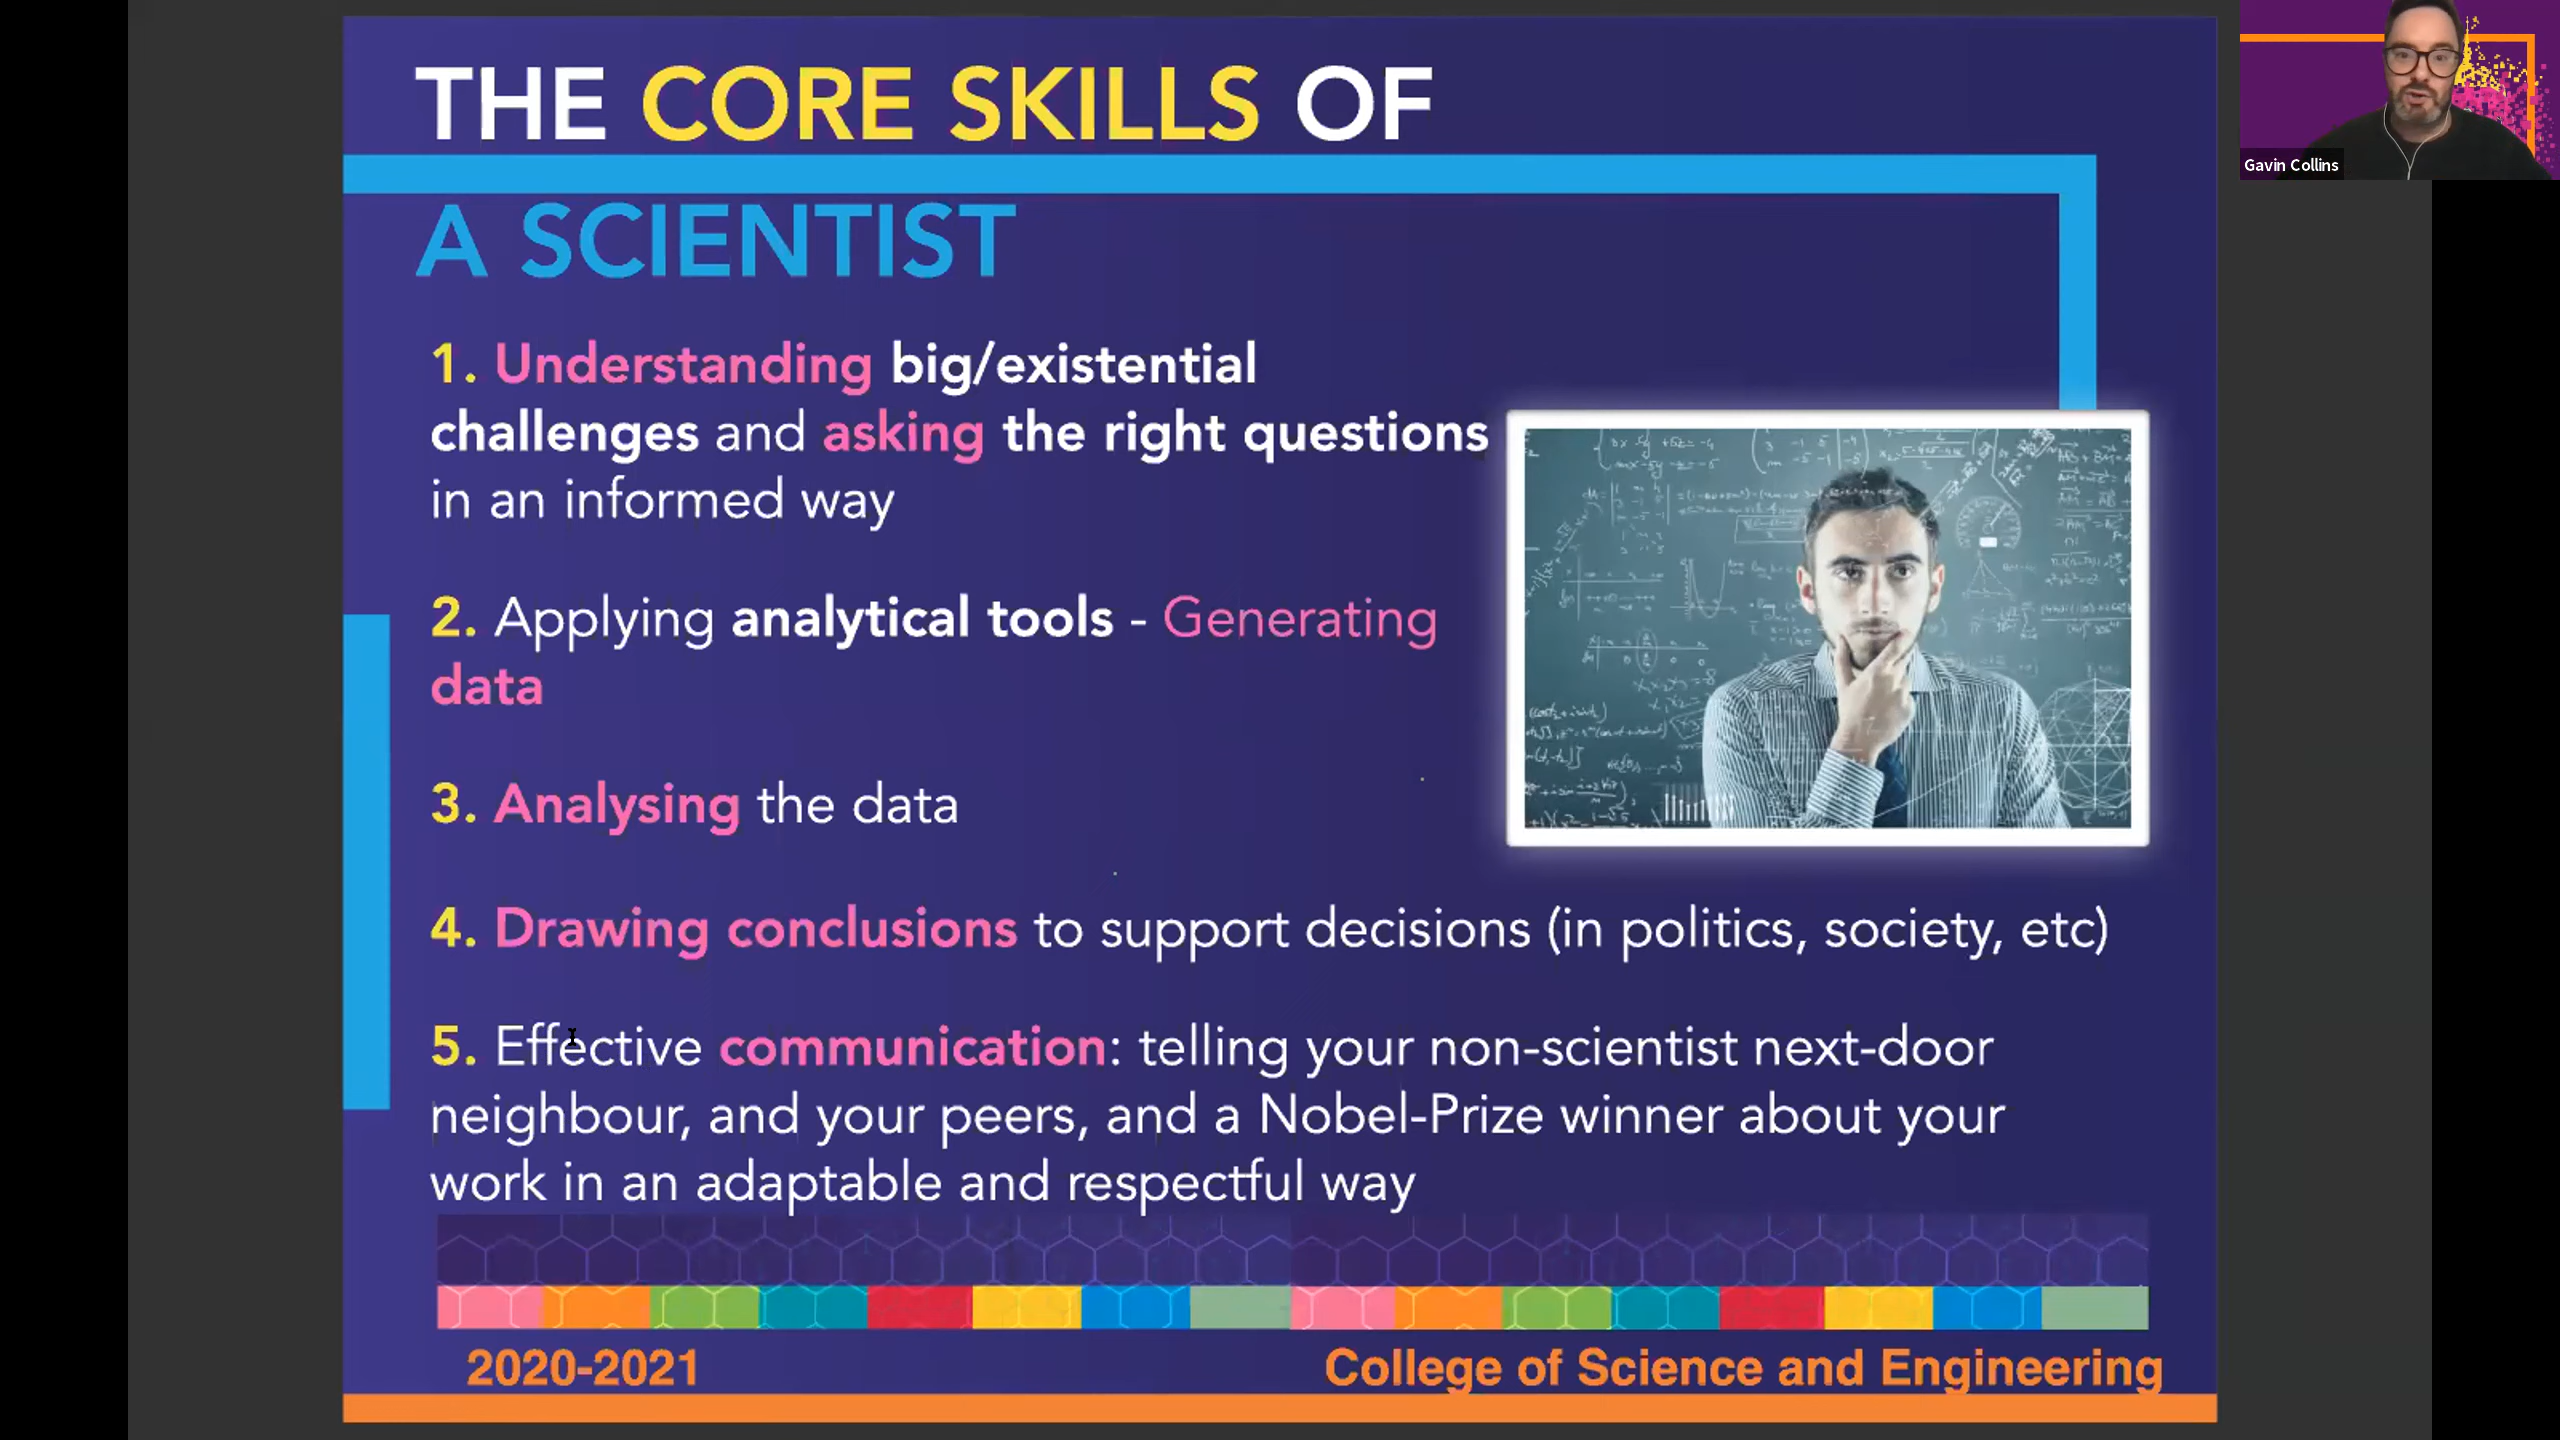 THE CORE SKILLS OF
A SCIENTIST
1. Understanding big/existential
challenges and asking the right questions
in an informed way
2. Applying analytical tools - Generating
data
3. Analysing the data
4. Drawing conclusions to support decisions (in politics, society, etc)
5. Effective communication: telling your non-scientist next-door
neighbour, and your peers, and a Nobel-Prize winner about your
work in an adaptable and respectful way
2020-2021
College of Science and Engineering
Gavin Collins